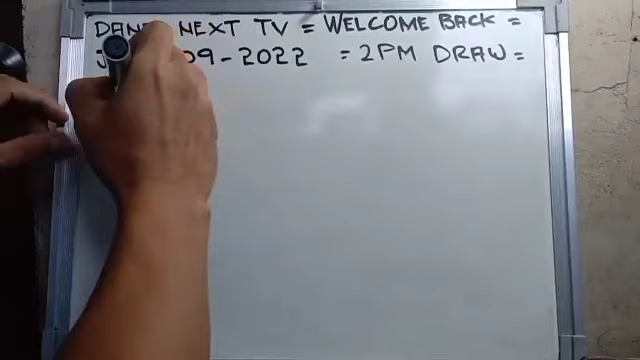 NEXT TV = WELCOME BACK =
09-2022 = 2PM DRAW =